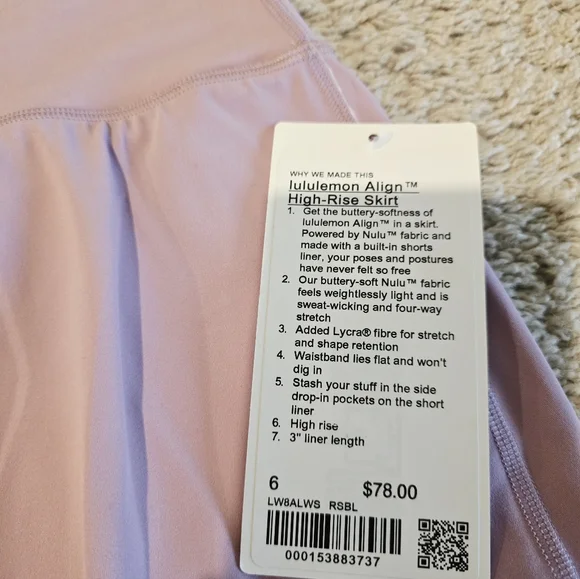 WHY WE MADE THIS
lululemon Align™
High-Rise Skirt
1. Get the buttery-softness of
lululemon Align™ in a skirt.
Powered by Nulu™ fabric and
made with a built-in shorts
liner, your poses and postures
have never felt so free
2. Our buttery-soft Nulu™ fabric
feels weightlessly light and is
sweat-wicking and four-way
stretch
3. Added Lycra® fibre for stretch
and shape retention
4. Waistband lies flat and won't
dig in
5. Stash your stuff in the side
drop-in pockets on the short
liner
6. High rise
7. 3" liner length
6 $78.00
LW8ALWS RSBL
000153883737